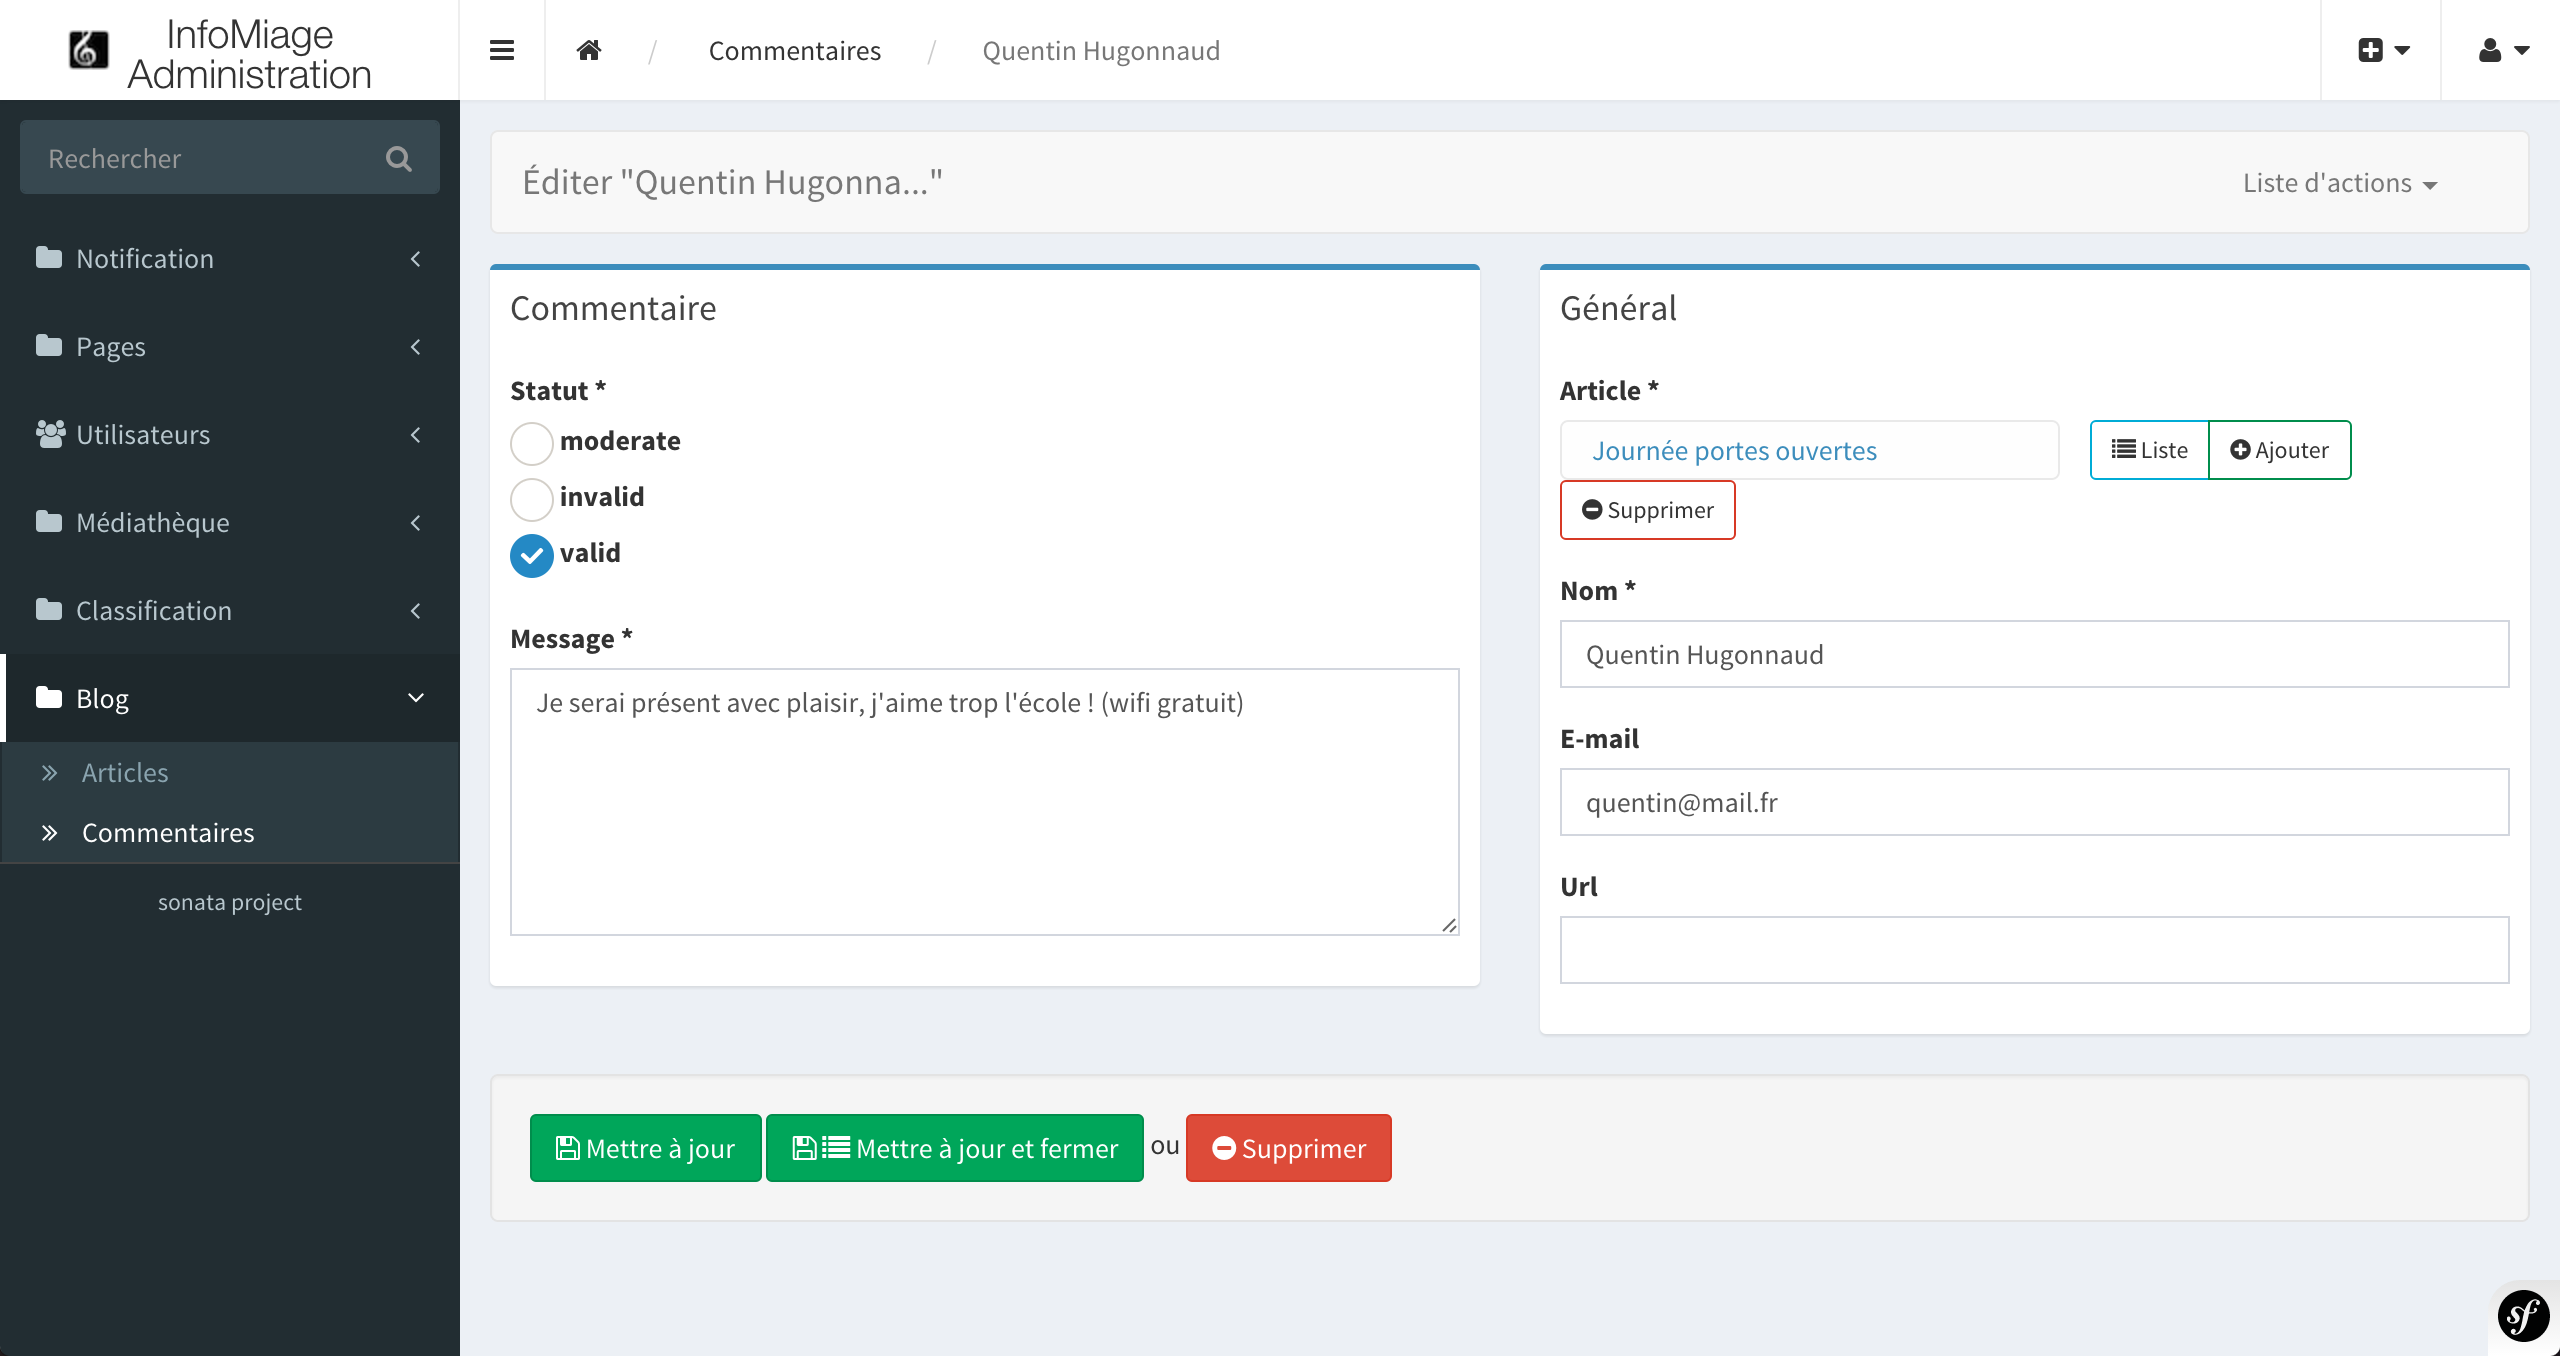 InfoMiage
Administration
/ Commentaires / Quentin Hugonnaud
Rechercher
Notification
Pages
Utilisateurs
Médiathèque
Classification
Blog
Articles
Commentaires
sonata project
Éditer "Quentin Hugonna..."
Liste d'actions
Commentaire
Statut *
moderate
invalid
valid
Message *
Je serai présent avec plaisir, j'aime trop l'école ! (wifi gratuit)
Général
Article *
Journée portes ouvertes
Liste
Ajouter
Supprimer
Nom *
Quentin Hugonnaud
E-mail
quentin@mail.fr
Url
Mettre à jour Mettre à jour et fermer ou Supprimer
sf